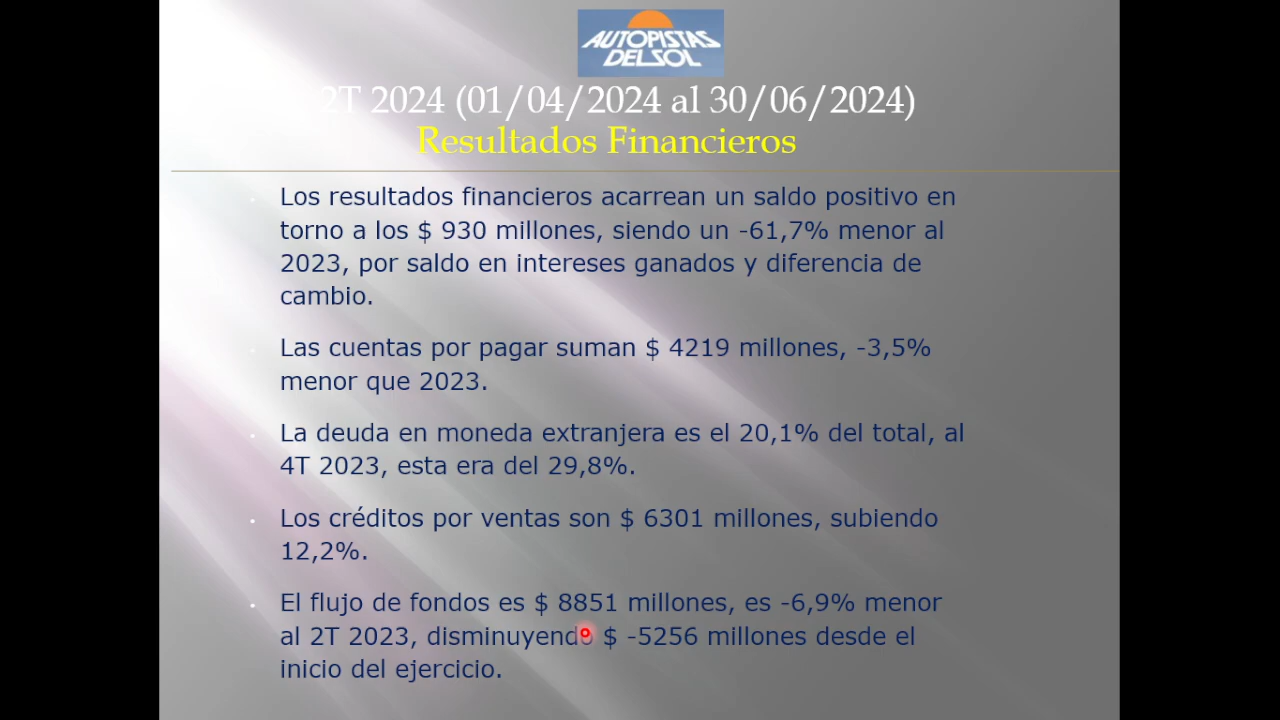 AUTOPISTAS
DEL SOL
2T 2024 (01/04/2024 al 30/06/2024)
Resultados Financieros
Los resultados financieros acarrean un saldo positivo en
torno a los $ 930 millones, siendo un -61,7% menor al
2023, por saldo en intereses ganados y diferencia de
cambio.
Las cuentas por pagar suman $ 4219 millones, -3,5%
menor que 2023.
La deuda en moneda extranjera es el 20,1% del total, al
4T 2023, esta era del 29,8%.
Los créditos por ventas son $ 6301 millones, subiendo
12,2%.
El flujo de fondos es $ 8851 millones, es -6,9% menor
al 2T 2023, disminuyendo $ -5256 millones desde el
inicio del ejercicio.